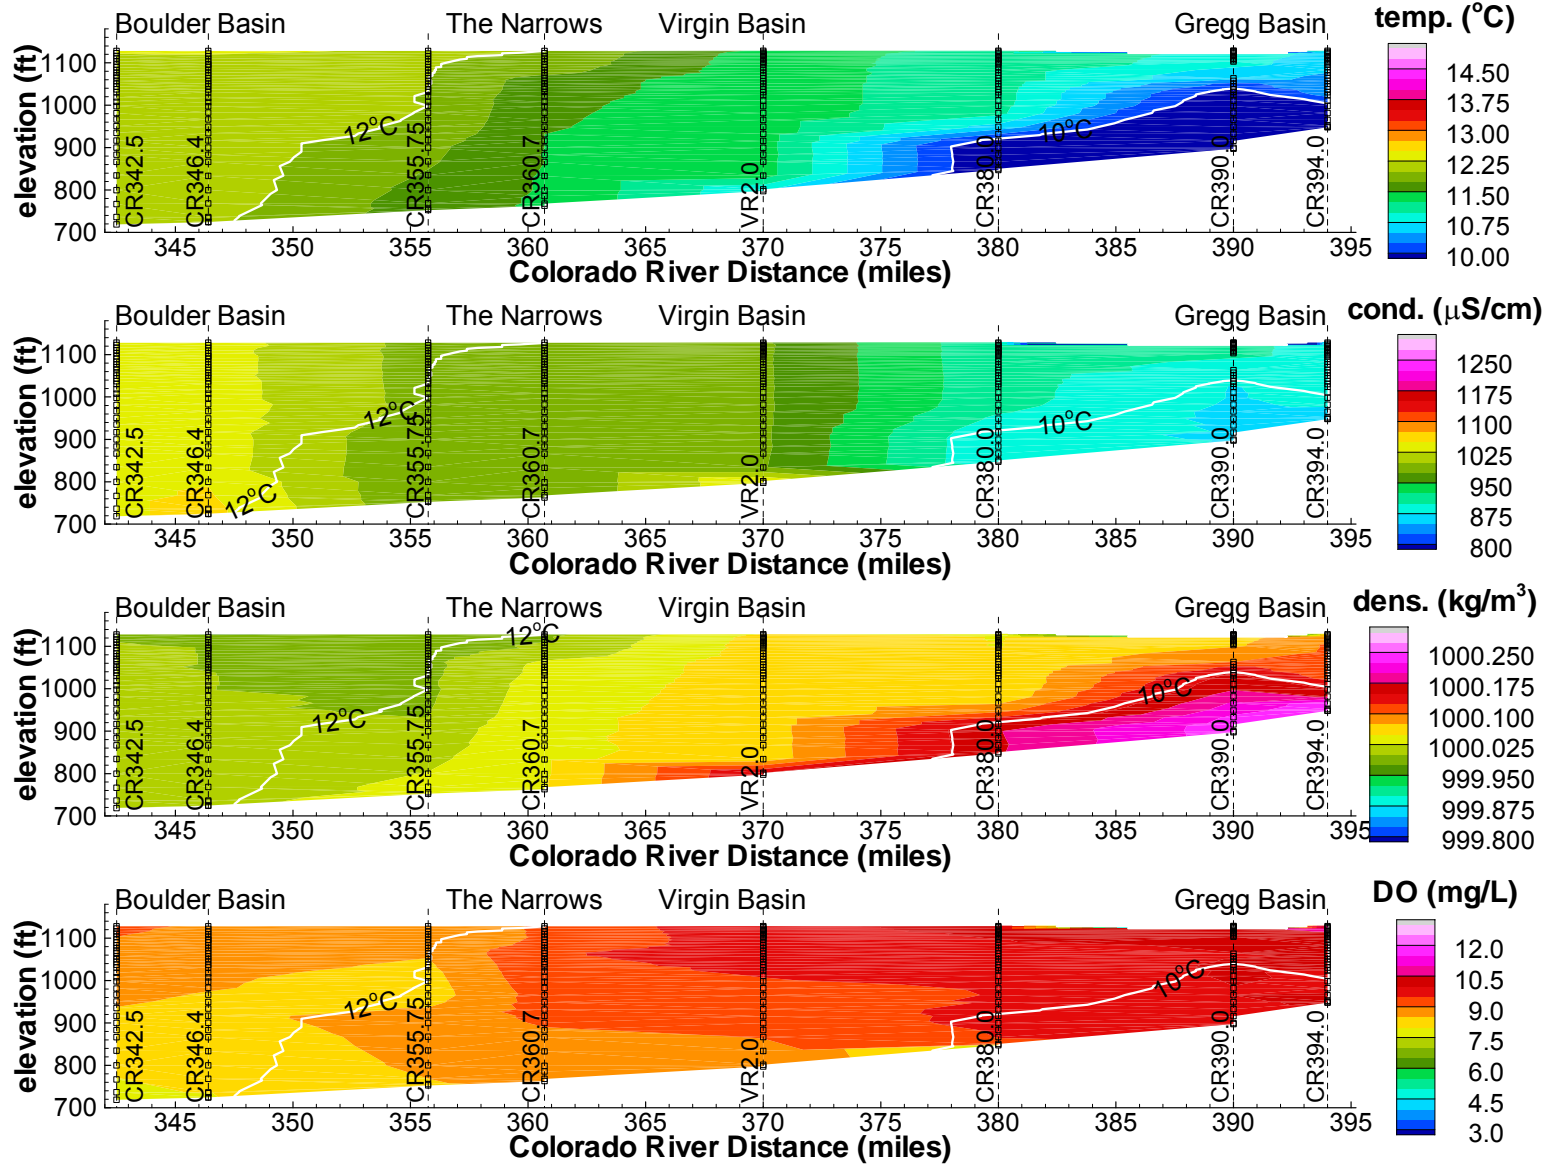 Boulder Basin The Narrows Virgin Basin Gregg Basin temp. (°C)
elevation (ft)
1100
1000
900
800
700
CR342.5 CR346.4 CR355.75 CR360.7 VR2.0 CR380.0 CR390.0 CR394.0
12°C 10°C
345 350 355 360 365 370 375 380 385 390 395
Colorado River Distance (miles)
14.50
13.75
13.00
12.25
11.50
10.75
10.00
Boulder Basin The Narrows Virgin Basin Gregg Basin cond. (μS/cm)
elevation (ft)
1100
1000
900
800
700
CR342.5 CR346.4 CR355.75 CR360.7 VR2.0 CR380.0 CR390.0 CR394.0
12°C 12°C 10°C
345 350 355 360 365 370 375 380 385 390 395
Colorado River Distance (miles)
1250
1175
1100
1025
950
875
800
Boulder Basin The Narrows Virgin Basin Gregg Basin dens. (kg/m³)
elevation (ft)
1100
1000
900
800
700
CR342.5 CR346.4 CR355.75 CR360.7 VR2.0 CR380.0 CR390.0 CR394.0
12°C 12°C 10°C
345 350 355 360 365 370 375 380 385 390 395
Colorado River Distance (miles)
1000.250
1000.175
1000.100
1000.025
999.950
999.875
999.800
Boulder Basin The Narrows Virgin Basin Gregg Basin DO (mg/L)
elevation (ft)
1100
1000
900
800
700
CR342.5 CR346.4 CR355.75 CR360.7 VR2.0 CR380.0 CR390.0 CR394.0
12°C 10°C
345 350 355 360 365 370 375 380 385 390 395
Colorado River Distance (miles)
12.0
10.5
9.0
7.5
6.0
4.5
3.0